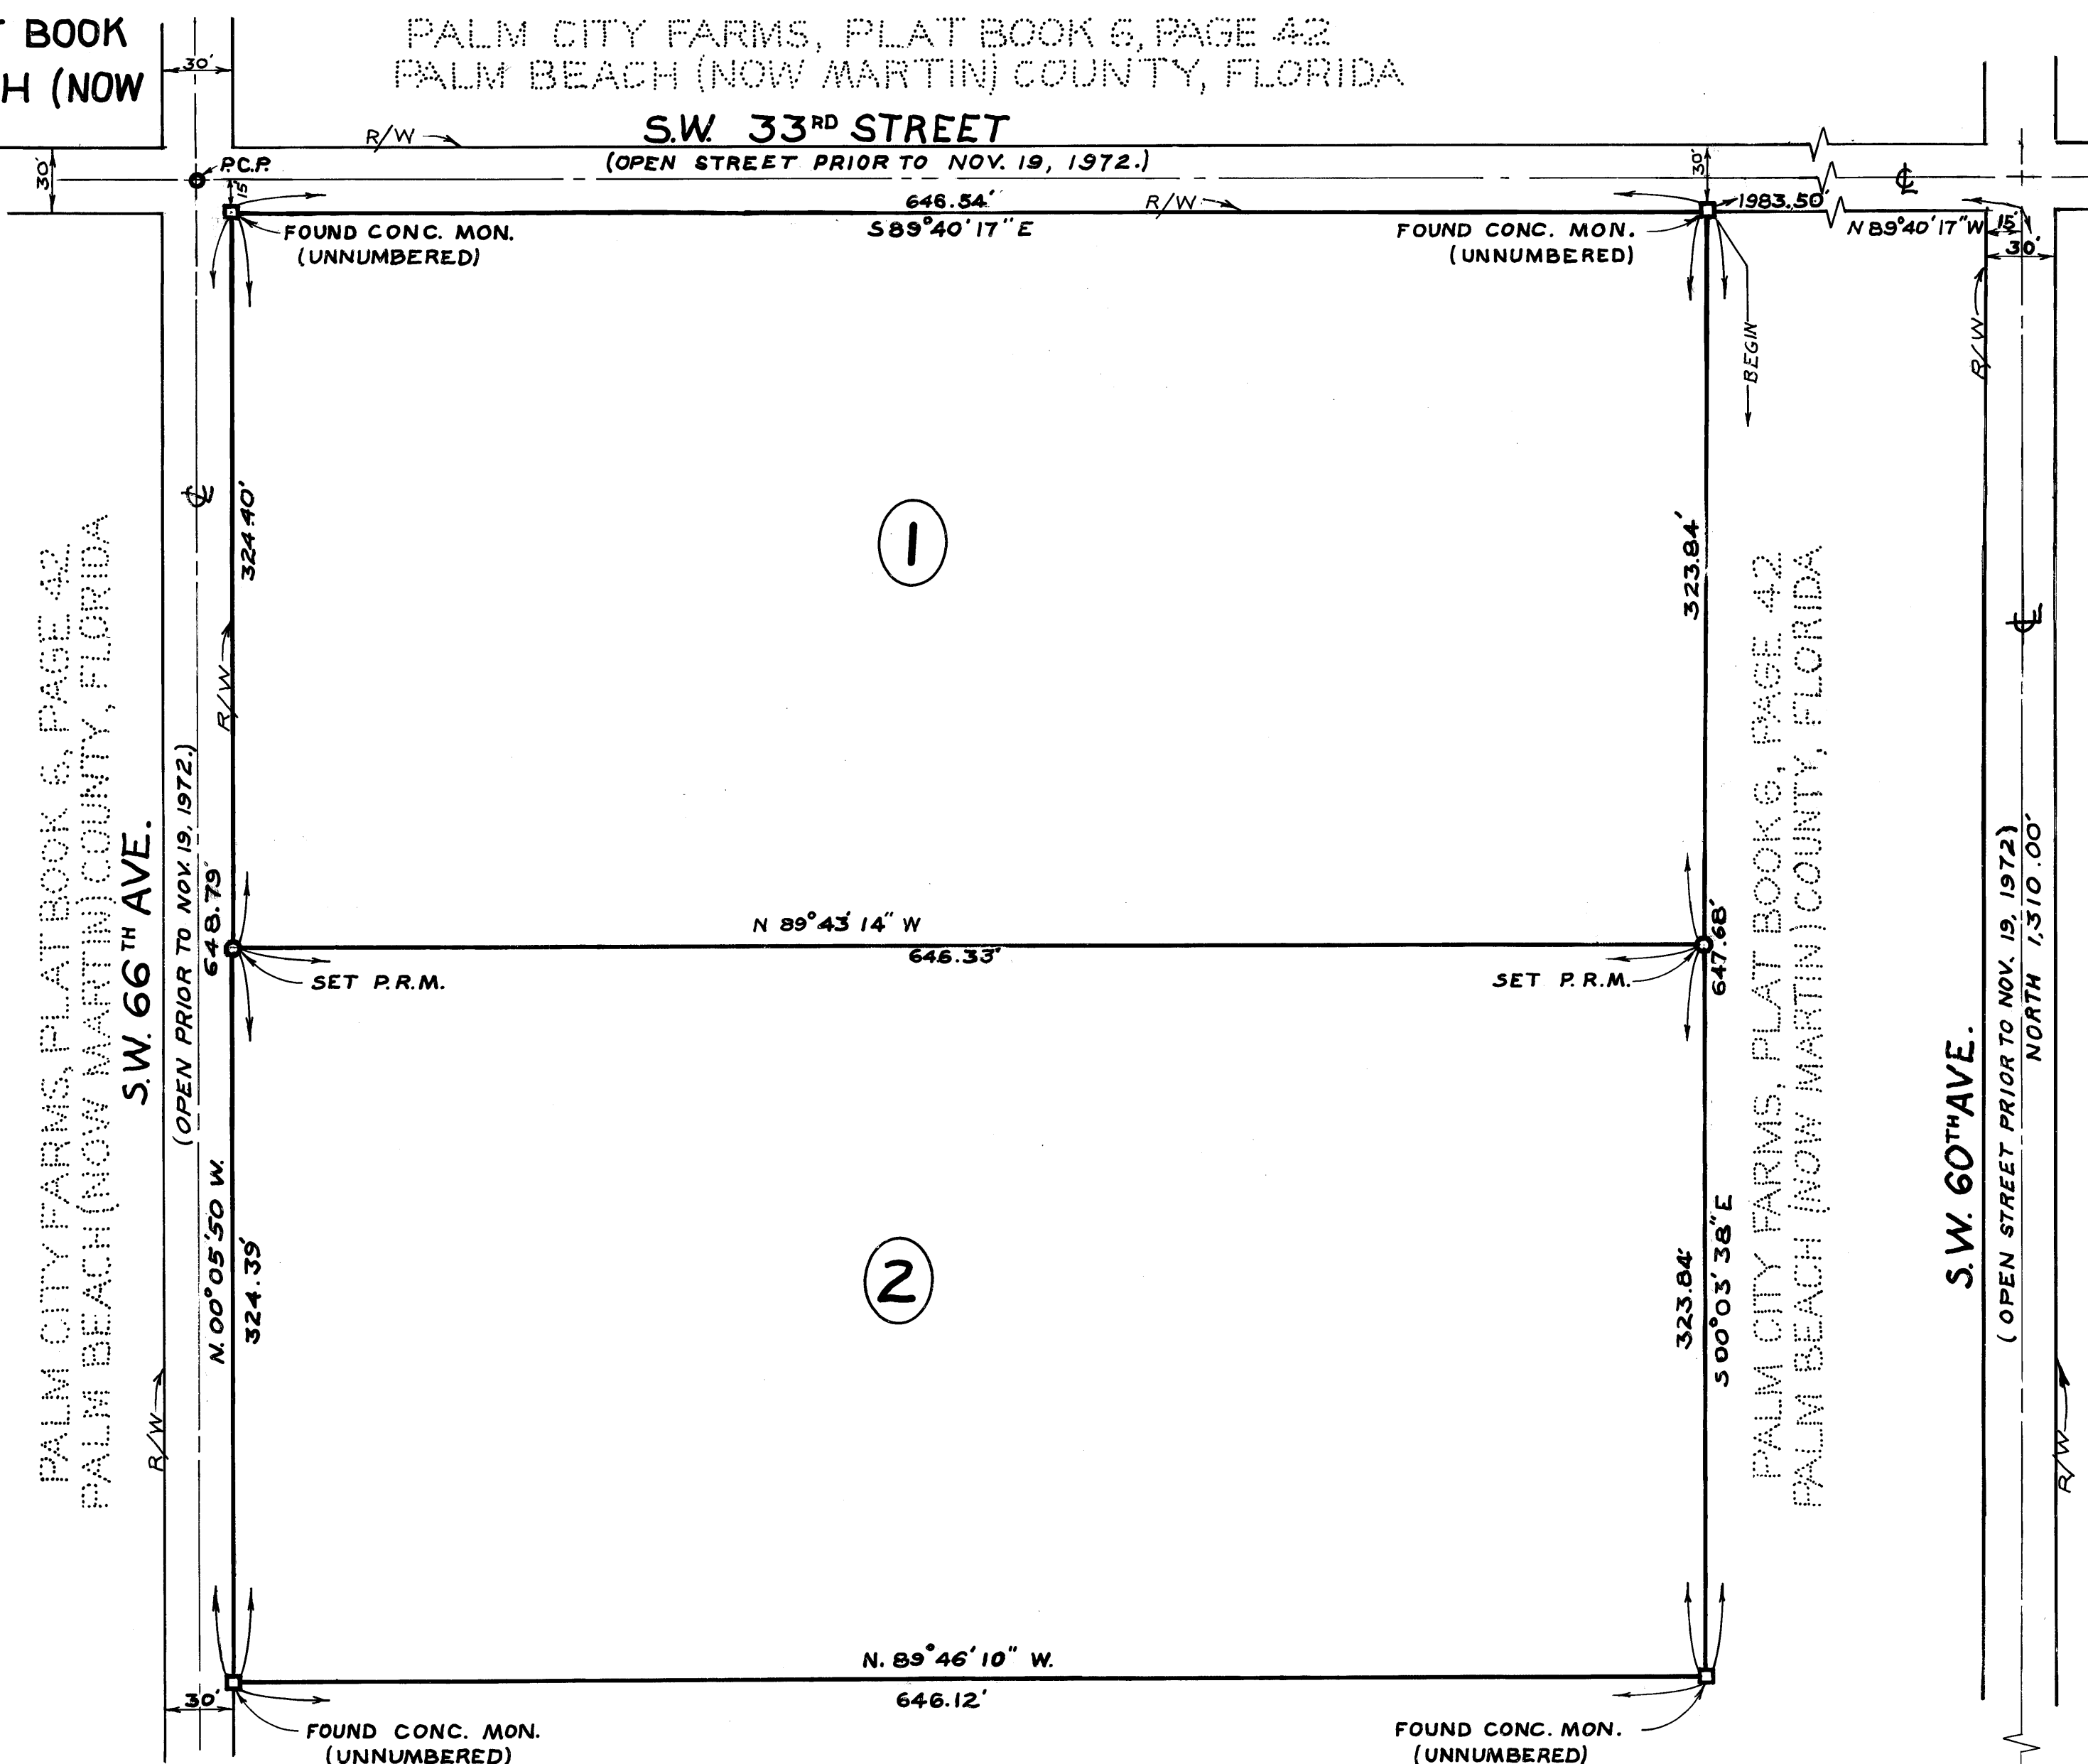 T BOOK
H (NOW
PALM CITY FARMS, PLAT BOOK 6, PAGE 42
PALM BEACH (NOW MARTIN) COUNTY, FLORIDA
30'
R/W
S.W. 33RD STREET
(OPEN STREET PRIOR TO NOV. 19, 1972.)
30'
P.C.P.
15'
30'
℄
646.54'
R/W
S89°40'17"E
1983.50'
N89°40'17"W
15'
30'
FOUND CONC. MON.
(UNNUMBERED)
FOUND CONC. MON.
(UNNUMBERED)
BEGIN
R/W
℄
324.40'
1
323.84'
℄
PALM CITY FARMS, PLAT BOOK 6, PAGE 42
PALM BEACH (NOW MARTIN) COUNTY, FLORIDA
S.W. 66TH AVE.
(OPEN PRIOR TO NOV. 19, 1972.)
R/W
648.79'
N. 00°05'50 W.
N 89°43'14" W
646.33'
SET P.R.M.
SET P.R.M.
647.68'
S00°03'38"E
PALM CITY FARMS, PLAT BOOK 6, PAGE 42
PALM BEACH (NOW MARTIN) COUNTY, FLORIDA
S.W. 60TH AVE.
(OPEN STREET PRIOR TO NOV. 19, 1972)
NORTH 1,310.00'
324.39'
2
323.84'
R/W
R/W
N. 89°46'10" W.
646.12'
30'
FOUND CONC. MON.
(UNNUMBERED)
FOUND CONC. MON.
(UNNUMBERED)